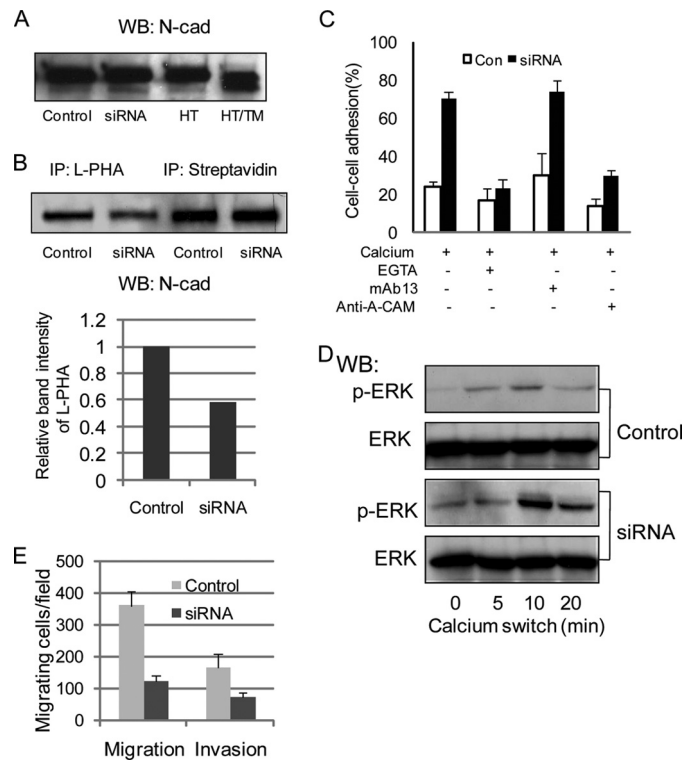 A
WB: N-cad
Control siRNA HT HT/TM
B
IP: L-PHA IP: Streptavidin
Control siRNA Control siRNA
WB: N-cad
Relative band intensity
of L-PHA
1.2
1
0.8
0.6
0.4
0.2
0
Control siRNA
C
Cell-cell adhesion(%)
100
80
60
40
20
0
Con siRNA
Calcium + + + +
EGTA - + - -
mAb13 - - + -
Anti-A-CAM - - - +
D
WB:
p-ERK
ERK
Control
p-ERK
ERK
siRNA
0 5 10 20
Calcium switch (min)
E
Migrating cells/field
500
400
300
200
100
0
Control
siRNA
Migration Invasion